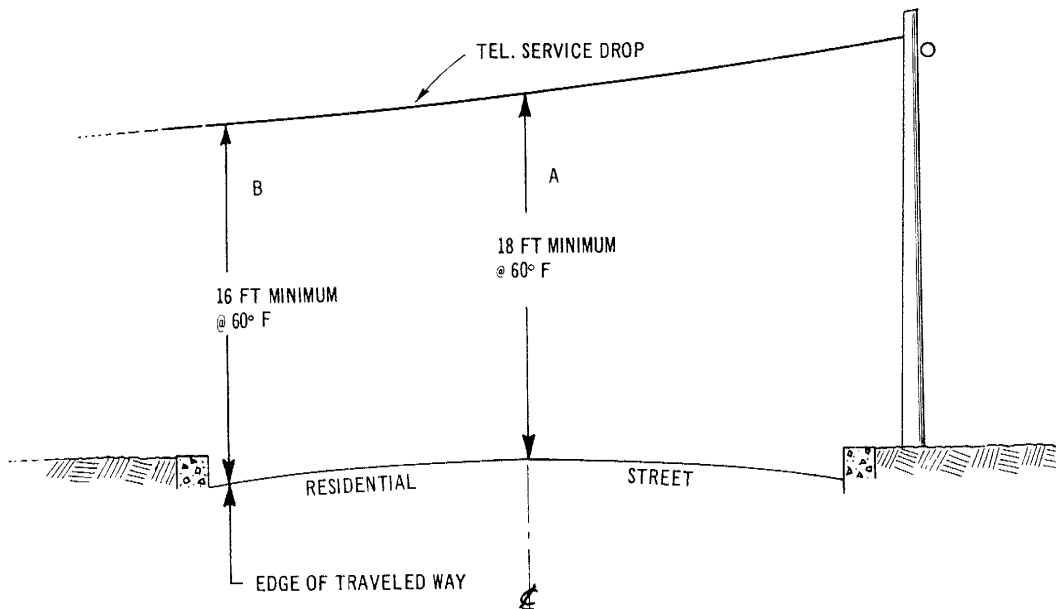 TEL. SERVICE DROP
B
A
18 FT MINIMUM
@ 60° F
16 FT MINIMUM
@ 60° F
RESIDENTIAL
STREET
EDGE OF TRAVELED WAY
℄